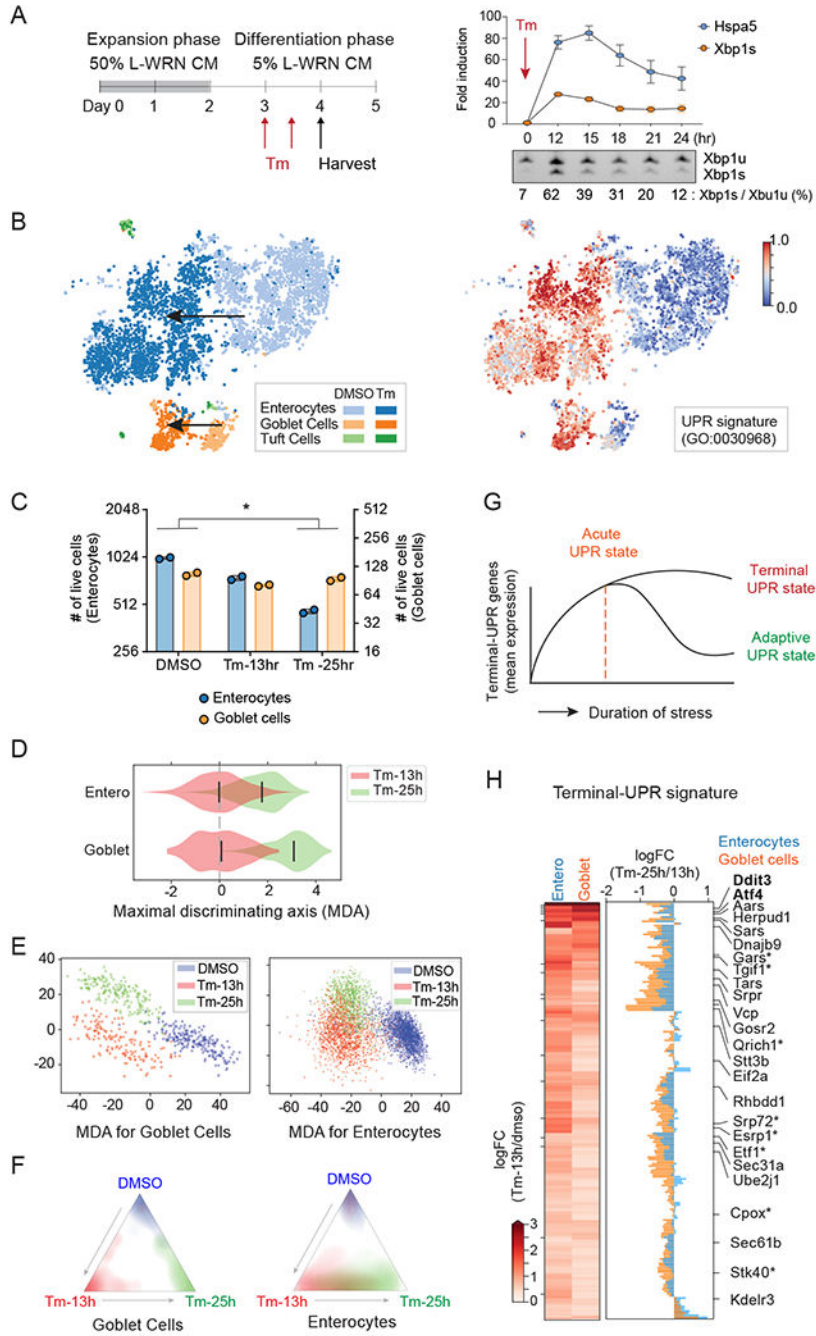 A
Expansion phase
50% L-WRN CM
Differentiation phase
5% L-WRN CM
Day 0 1 2 3 4 5
Tm
Harvest
Tm
Hspa5
Xbp1s
Fold induction
100
80
60
40
20
0
0 12 15 18 21 24 (hr)
Xbp1u
Xbp1s
7 62 39 31 20 12 : Xbp1s / Xbu1u (%)
B
DMSO Tm
Enterocytes
Goblet Cells
Tuft Cells
1.0
0.0
UPR signature
(GO:0030968)
C
# of live cells
(Enterocytes)
2048
1024
512
256
*
512
256
128
64
32
16
# of live cells
(Goblet cells)
DMSO Tm-13hr Tm -25hr
Enterocytes
Goblet cells
G
Terminal-UPR genes
(mean expression)
Acute
UPR state
Terminal
UPR state
Adaptive
UPR state
Duration of stress
D
Entero
Goblet
Tm-13h
Tm-25h
-2 0 2 4
Maximal discriminating axis (MDA)
E
40
20
0
-20
DMSO
Tm-13h
Tm-25h
-40 -20 0 20 40
MDA for Goblet Cells
DMSO
Tm-13h
Tm-25h
-60 -40 -20 0 20 40
MDA for Enterocytes
F
DMSO
Tm-13h Tm-25h
Goblet Cells
DMSO
Tm-13h Tm-25h
Enterocytes
H
Terminal-UPR signature
Entero
Goblet
logFC
(Tm-25h/13h)
-2 -1 0 1
Enterocytes
Goblet cells
Ddit3
Atf4
Aars
Herpud1
Sars
Dnajb9
Gars*
Tgif1*
Tars
Srpr
Vcp
Gosr2
Qrich1*
Stt3b
Eif2a
Rhbdd1
Srp72*
Esrp1*
Etf1*
Sec31a
Ube2j1
Cpox*
Sec61b
Stk40*
Kdelr3
logFC
(Tm-13h/dmso)
3
2
1
0